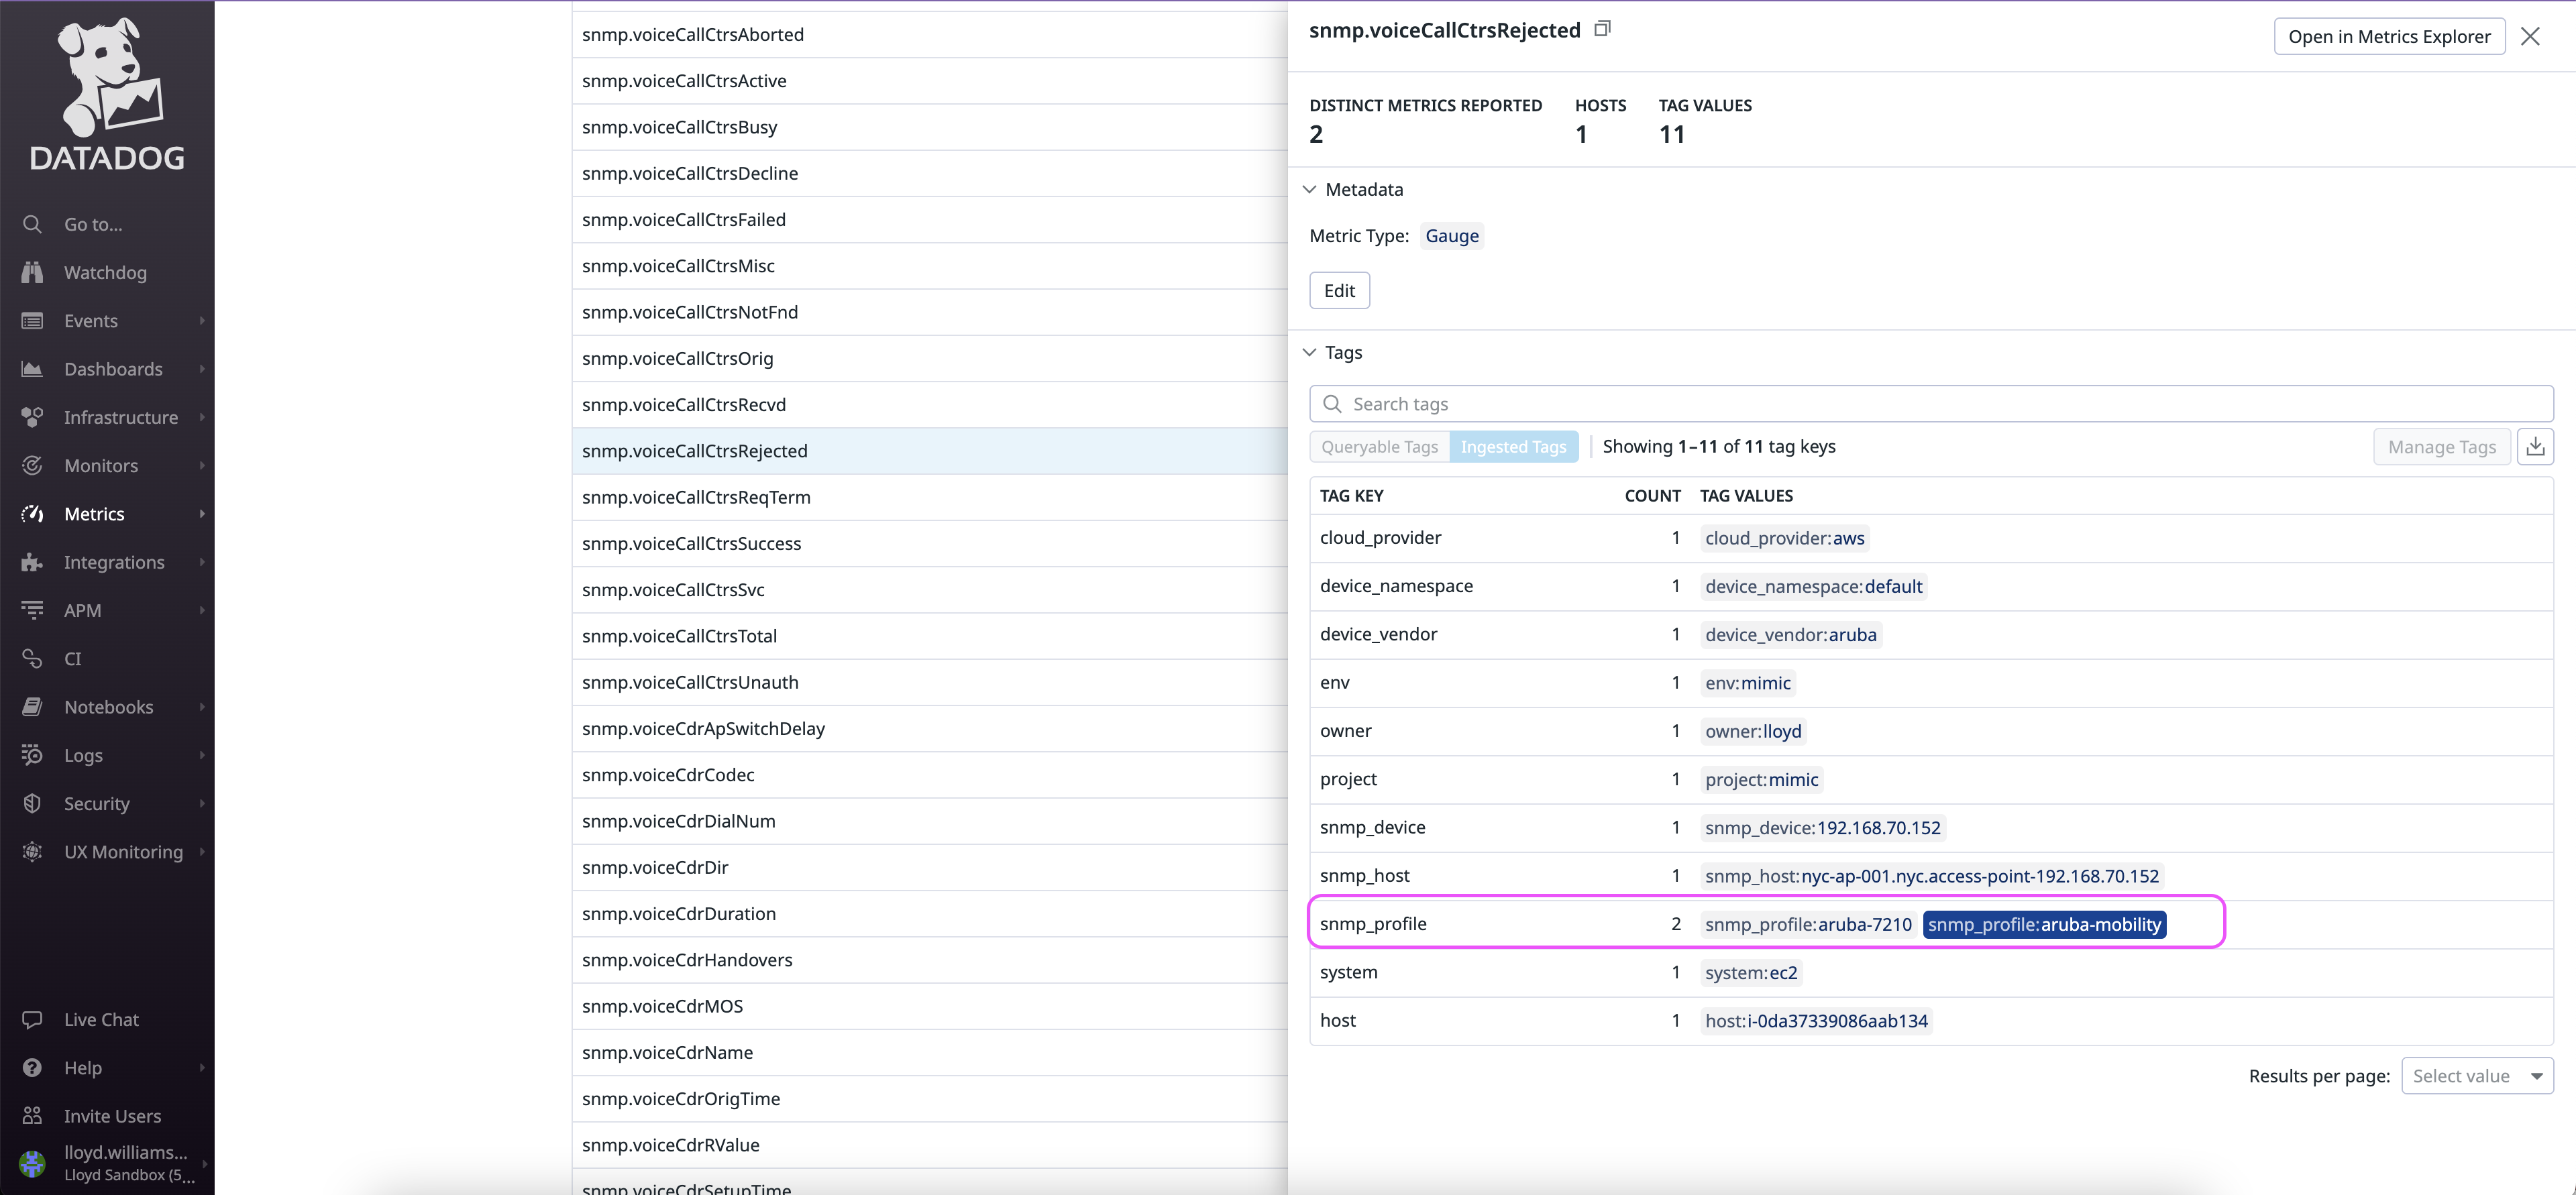 DATADOG
Go to...
Watchdog
Events
Dashboards
Infrastructure
Monitors
Metrics
Integrations
APM
CI
Notebooks
Logs
Security
UX Monitoring
Live Chat
Help
Invite Users
lloyd.williams...
Lloyd Sandbox (5...
snmp.voiceCallCtrsAborted
snmp.voiceCallCtrsActive
snmp.voiceCallCtrsBusy
snmp.voiceCallCtrsDecline
snmp.voiceCallCtrsFailed
snmp.voiceCallCtrsMisc
snmp.voiceCallCtrsNotFnd
snmp.voiceCallCtrsOrig
snmp.voiceCallCtrsRecvd
snmp.voiceCallCtrsRejected
snmp.voiceCallCtrsReqTerm
snmp.voiceCallCtrsSuccess
snmp.voiceCallCtrsSvc
snmp.voiceCallCtrsTotal
snmp.voiceCallCtrsUnauth
snmp.voiceCdrApSwitchDelay
snmp.voiceCdrCodec
snmp.voiceCdrDialNum
snmp.voiceCdrDir
snmp.voiceCdrDuration
snmp.voiceCdrHandovers
snmp.voiceCdrMOS
snmp.voiceCdrName
snmp.voiceCdrOrigTime
snmp.voiceCdrRValue
snmp.voiceCdrSetupTime
snmp.voiceCallCtrsRejected
Open in Metrics Explorer
DISTINCT METRICS REPORTED HOSTS TAG VALUES
2 1 11
Metadata
Metric Type: Gauge
Edit
Tags
Search tags
Queryable Tags Ingested Tags Showing 1–11 of 11 tag keys Manage Tags
TAG KEY COUNT TAG VALUES
cloud_provider 1 cloud_provider:aws
device_namespace 1 device_namespace:default
device_vendor 1 device_vendor:aruba
env 1 env:mimic
owner 1 owner:lloyd
project 1 project:mimic
snmp_device 1 snmp_device:192.168.70.152
snmp_host 1 snmp_host:nyc-ap-001.nyc.access-point-192.168.70.152
snmp_profile 2 snmp_profile:aruba-7210 snmp_profile:aruba-mobility
system 1 system:ec2
host 1 host:i-0da37339086aab134
Results per page: Select value